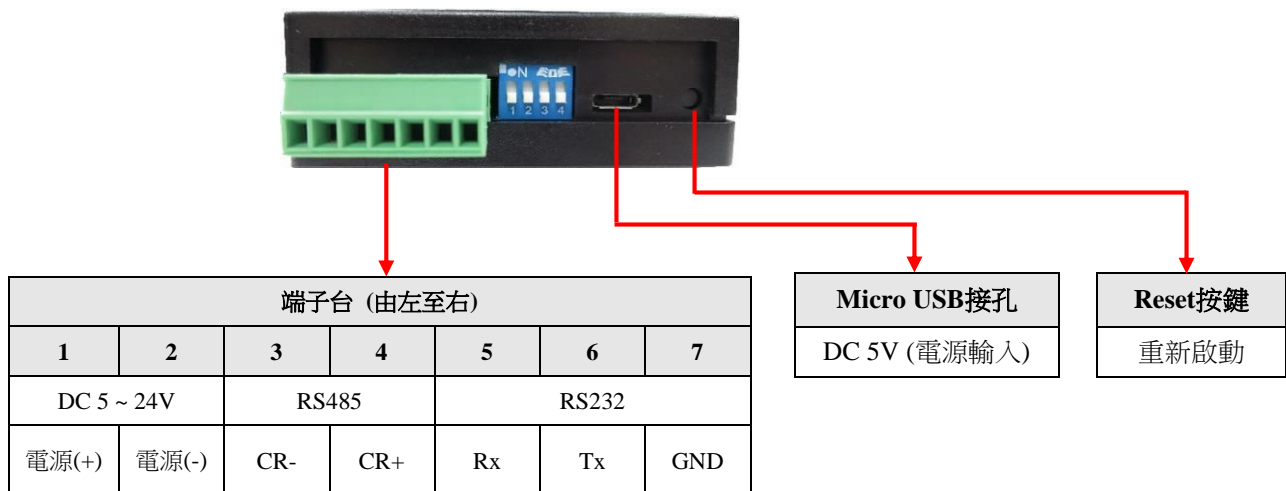 ON
1 2 3 4
端子台 (由左至右)
1 2 3 4 5 6 7
DC 5 ~ 24V RS485 RS232
電源(+) 電源(-) CR- CR+ Rx Tx GND
Micro USB接孔
DC 5V (電源輸入)
Reset按鍵
重新啟動